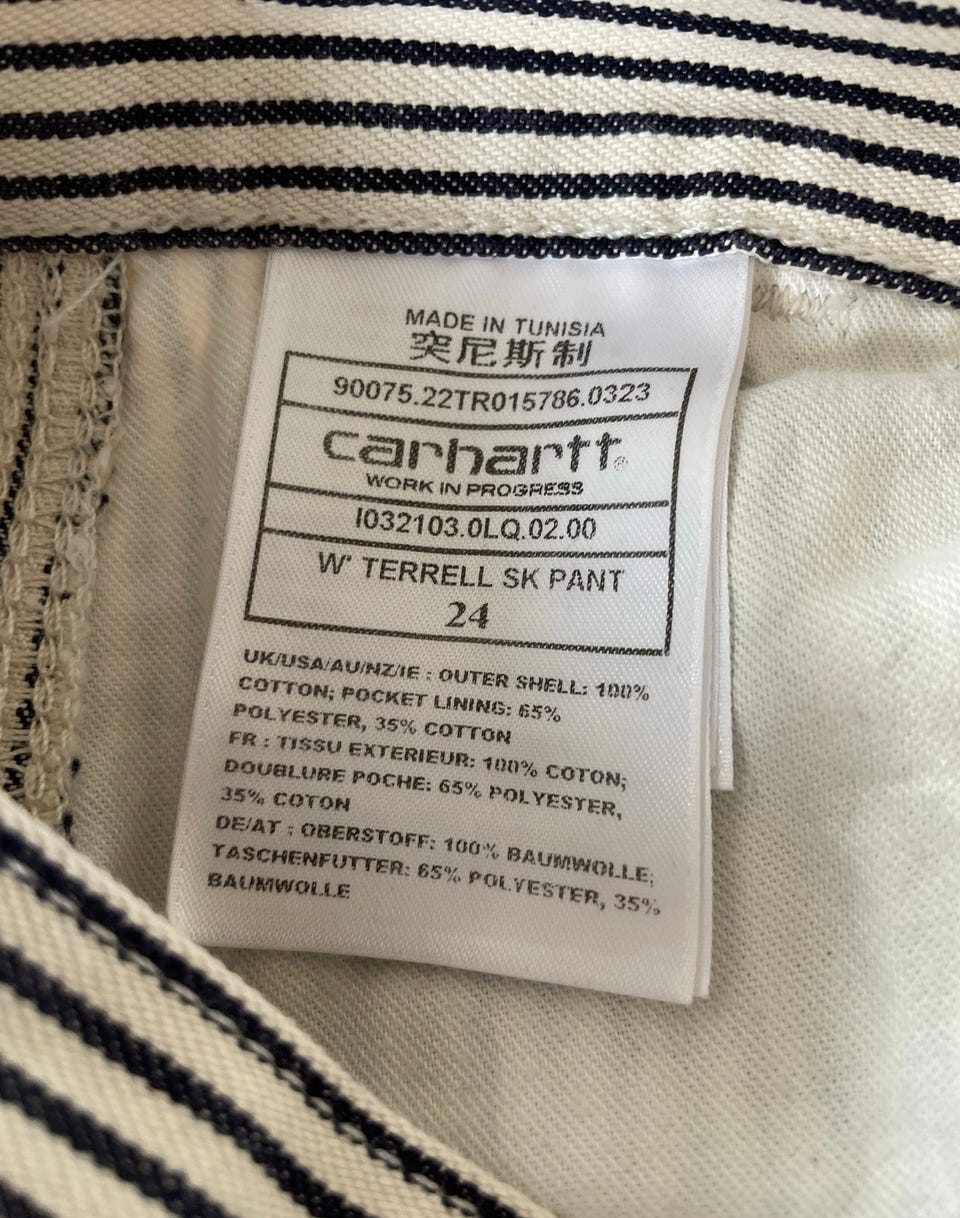 MADE IN TUNISIA
突尼斯制
90075.22TR015786.0323
carhartt®
WORK IN PROGRESS
I032103.0LQ.02.00
W' TERRELL SK PANT
24
UK/USA/AU/NZ/IE : OUTER SHELL: 100%
COTTON; POCKET LINING: 65%
POLYESTER, 35% COTTON
FR : TISSU EXTERIEUR: 100% COTON;
DOUBLURE POCHE: 65% POLYESTER,
35% COTON
DE/AT : OBERSTOFF: 100% BAUMWOLLE;
TASCHENFUTTER: 65% POLYESTER, 35%
BAUMWOLLE